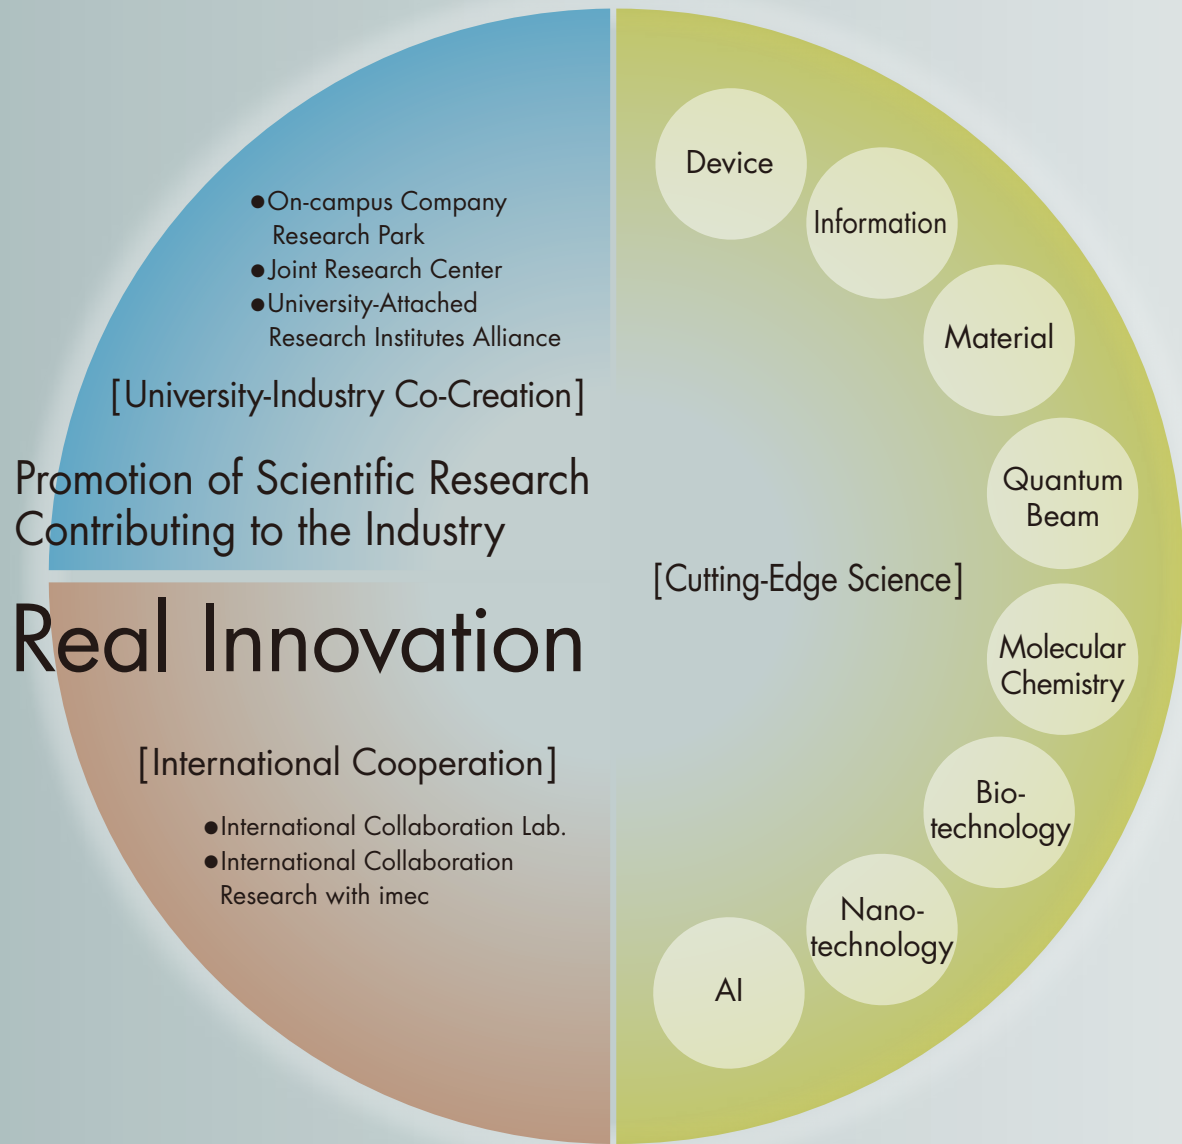 ●On-campus Company
Research Park
●Joint Research Center
●University-Attached
Research Institutes Alliance
[University-Industry Co-Creation]
Promotion of Scientific Research
Contributing to the Industry
Real Innovation
[International Cooperation]
●International Collaboration Lab.
●International Collaboration
Research with imec
[Cutting-Edge Science]
Device
Information
Material
Quantum
Beam
Molecular
Chemistry
Bio-
technology
Nano-
technology
AI